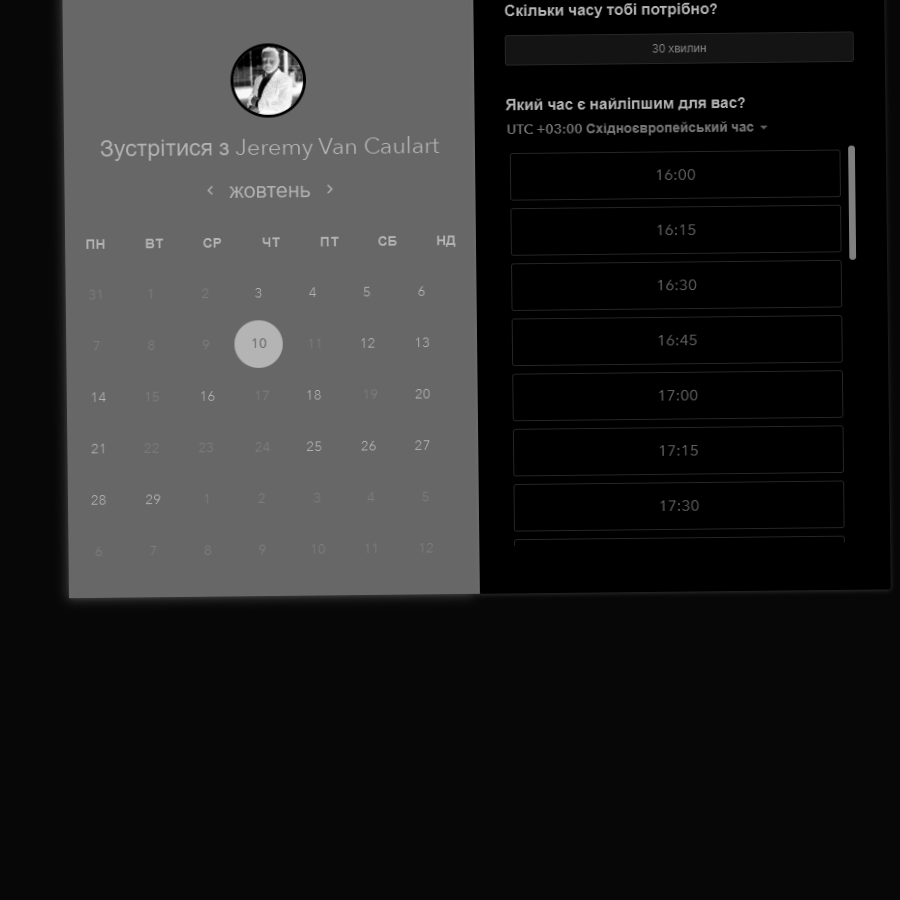 Зустрітися з Jeremy Van Caulart
‹ жовтень ›
ПН ВТ СР ЧТ ПТ СБ НД
31 1 2 3 4 5 6
7 8 9 10 11 12 13
14 15 16 17 18 19 20
21 22 23 24 25 26 27
28 29 1 2 3 4 5
6 7 8 9 10 11 12
Скільки часу тобі потрібно?
30 хвилин
Який час є найліпшим для вас?
UTC +03:00 Східноєвропейський час
16:00
16:15
16:30
16:45
17:00
17:15
17:30